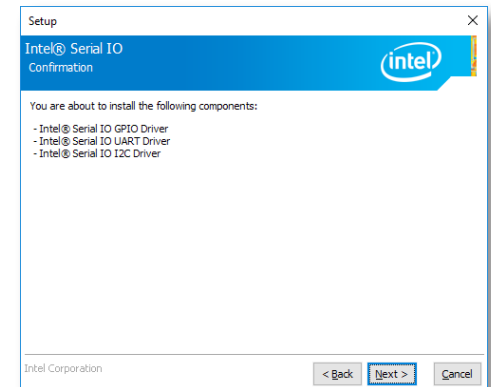 Setup
Intel® Serial IO
Confirmation
intel
You are about to install the following components:
- Intel® Serial IO GPIO Driver
- Intel® Serial IO UART Driver
- Intel® Serial IO I2C Driver
Intel Corporation
< Back Next > Cancel